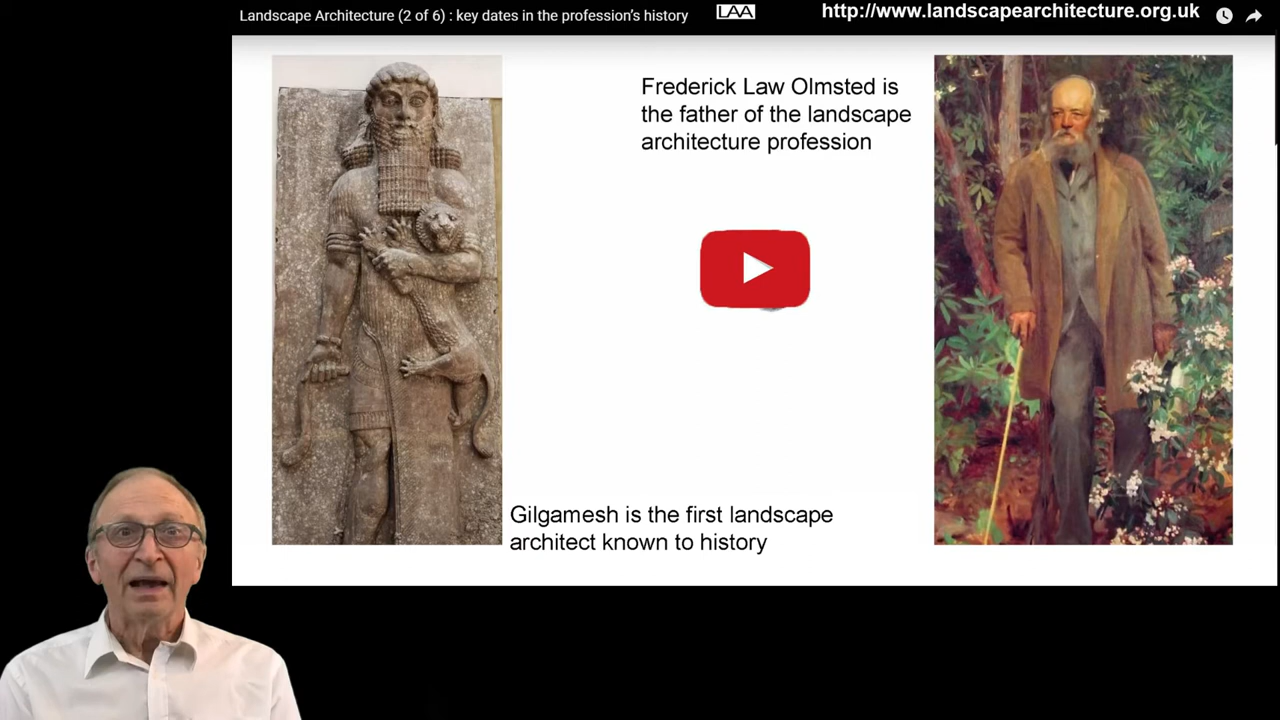 Landscape Architecture (2 of 6) : key dates in the profession’s history
LAA
http://www.landscapearchitecture.org.uk
Frederick Law Olmsted is
the father of the landscape
architecture profession
Gilgamesh is the first landscape
architect known to history